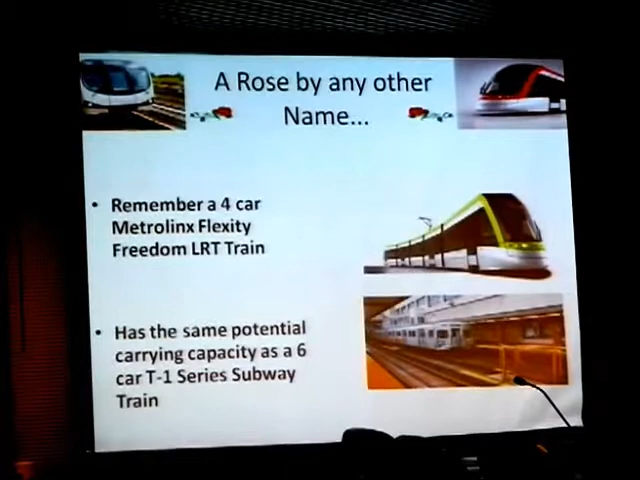 A Rose by any other
Name...
• Remember a 4 car
Metrolinx Flexity
Freedom LRT Train
• Has the same potential
carrying capacity as a 6
car T-1 Series Subway
Train